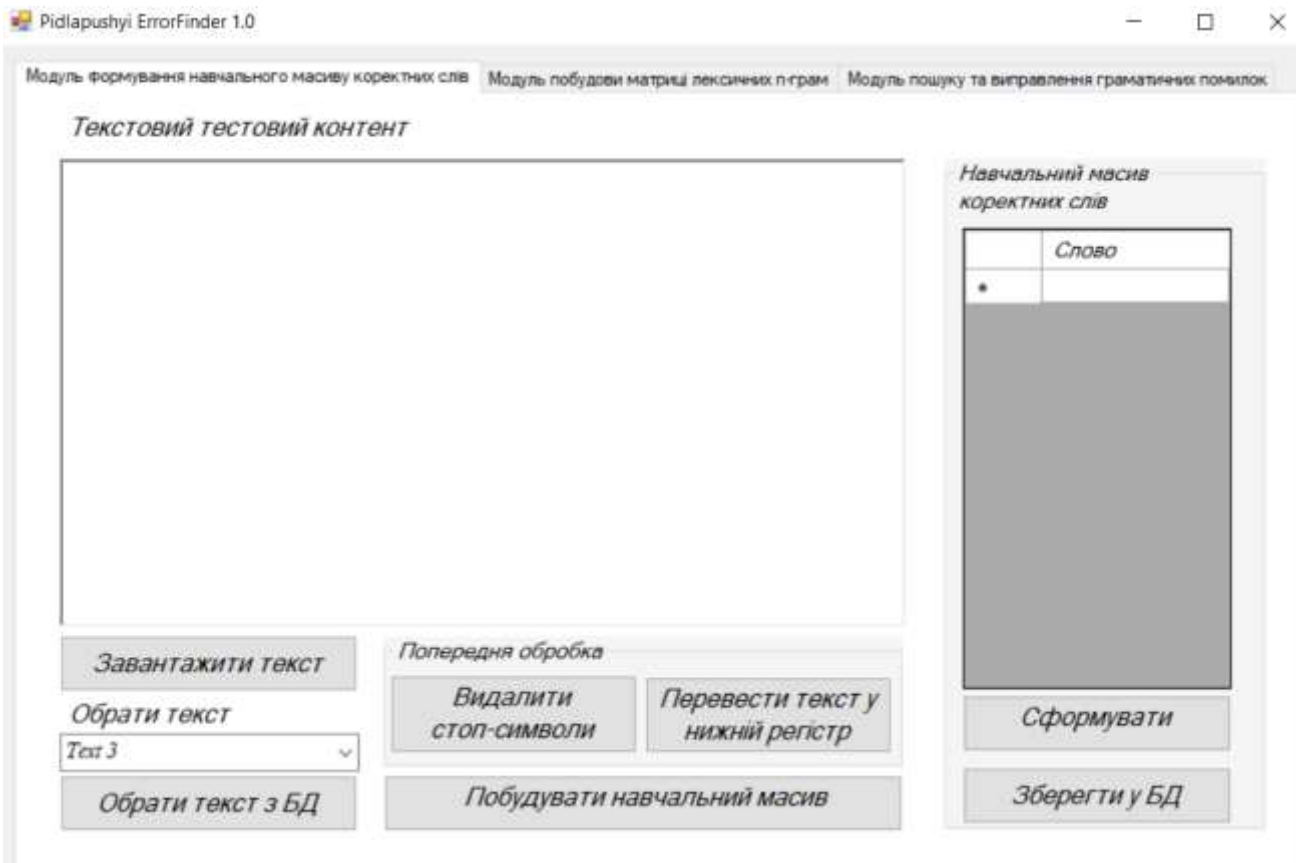 Pidlapushyi ErrorFinder 1.0
Модуль формування навчального масиву коректних слів
Модуль побудови матриці лексичних n-грам
Модуль пошуку та виправлення граматичних помилок
Текстовий тестовий контент
Навчальний масив
коректних слів
Слово
Завантажити текст
Обрати текст
Text 3
Обрати текст з БД
Попередня обробка
Видалити
стоп-символи
Перевести текст у
нижній регістр
Побудувати навчальний масив
Сформувати
Зберегти у БД